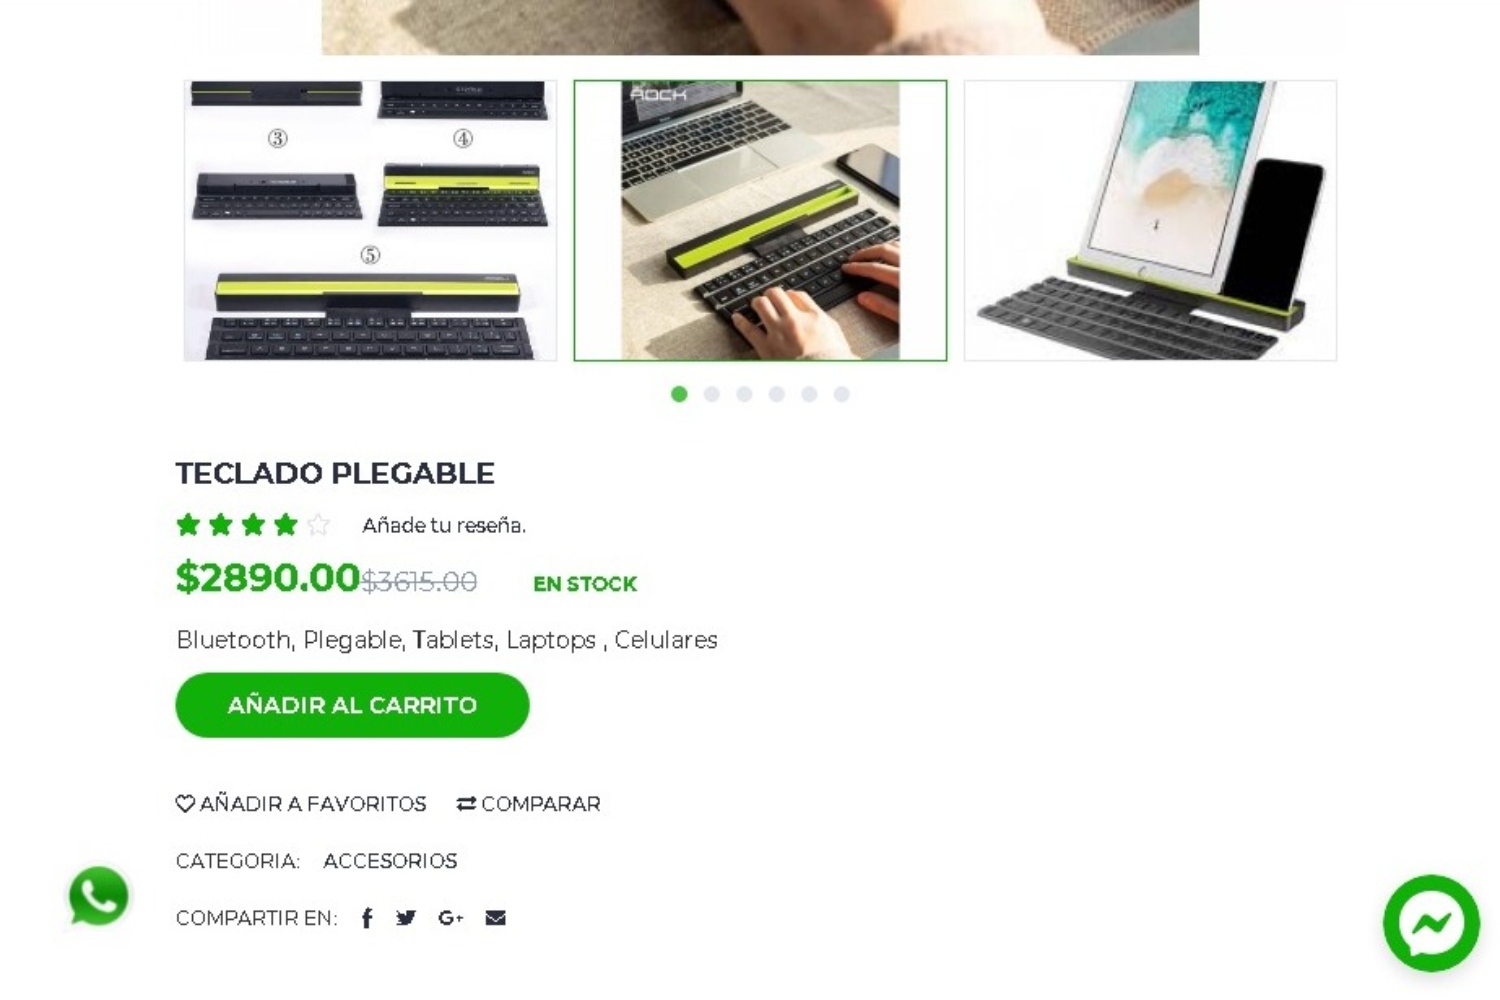 ③ ④
⑤
ROCK
TECLADO PLEGABLE
Añade tu reseña.
$2890.00 $3615.00 EN STOCK
Bluetooth, Plegable, Tablets, Laptops , Celulares
AÑADIR AL CARRITO
AÑADIR A FAVORITOS COMPARAR
CATEGORIA: ACCESORIOS
COMPARTIR EN: G+